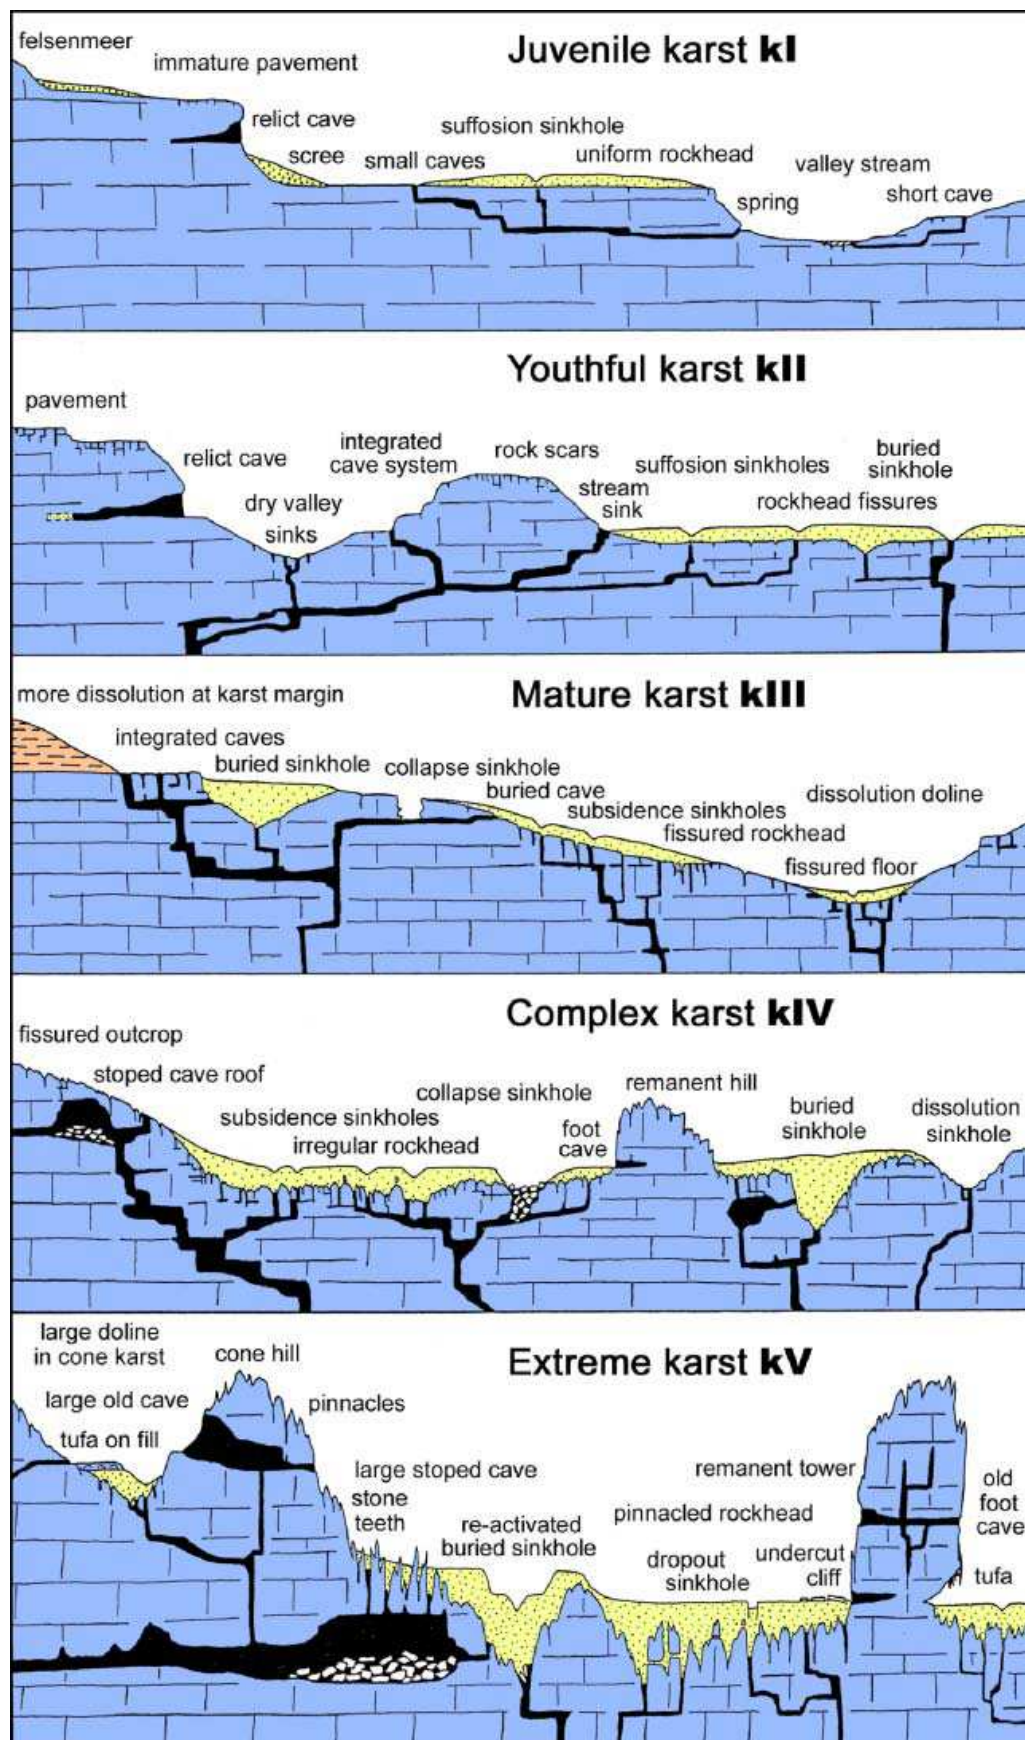 Juvenile karst kI
felsenmeer
immature pavement
relict cave
scree
small caves
suffosion sinkhole
uniform rockhead
spring
valley stream
short cave
Youthful karst kII
pavement
relict cave
dry valley
sinks
integrated
cave system
rock scars
stream
sink
suffosion sinkholes
rockhead fissures
buried
sinkhole
Mature karst kIII
more dissolution at karst margin
integrated caves
buried sinkhole
collapse sinkhole
buried cave
subsidence sinkholes
fissured rockhead
dissolution doline
fissured floor
Complex karst kIV
fissured outcrop
stoped cave roof
subsidence sinkholes
irregular rockhead
collapse sinkhole
foot
cave
remanent hill
buried
sinkhole
dissolution
sinkhole
Extreme karst kV
large doline
in cone karst
cone hill
large old cave
pinnacles
tufa on fill
large stoped cave
stone
teeth
re-activated
buried sinkhole
remanent tower
pinnacled rockhead
dropout
sinkhole
undercut
cliff
old
foot
cave
tufa